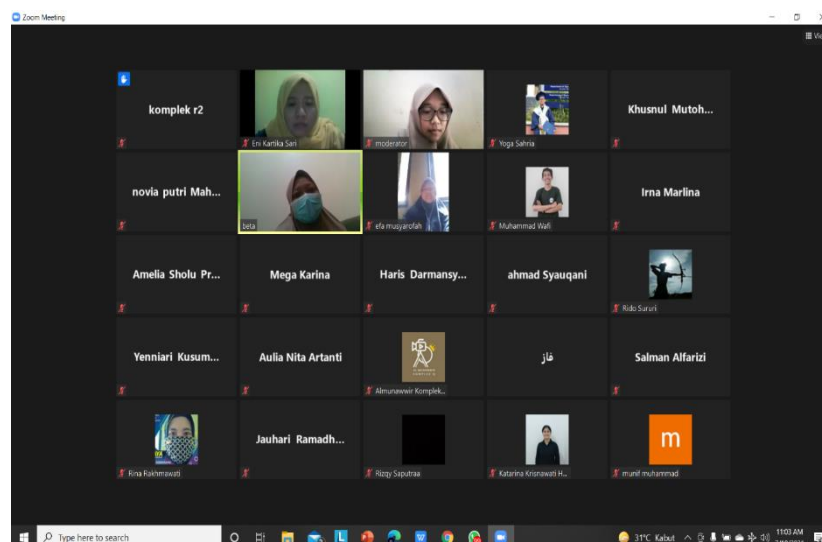 Zoom Meeting
komplek r2
Eni Kartika Sari
moderator
Yoga Sahria
Khusnul Mutoh...
novia putri Mah...
beta
efa musyarofah
Muhammad Wafi
Irna Marlina
Amelia Sholu Pr...
Mega Karina
Haris Darmansy...
ahmad Syauqani
Rido Sururi
Yenniari Kusum...
Aulia Nita Artanti
Almunawwir Komplek...
فاز
Salman Alfarizi
Rina Rakhmawati
Jauhari Ramadh...
Rizqy Saputraa
Katarina Krisnawati H...
m
munif muhammad
Type here to search
31°C Kabut
11:03 AM